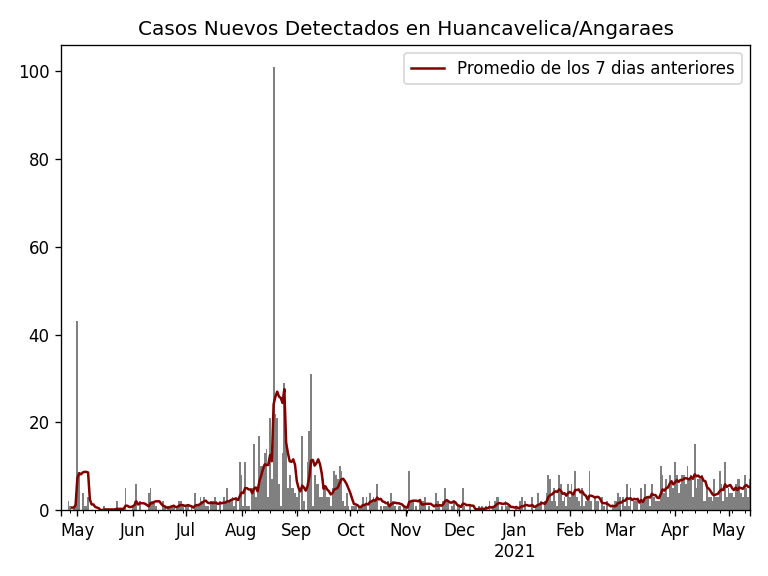 Casos Nuevos Detectados en Huancavelica/Angaraes
Promedio de los 7 dias anteriores
100
80
60
40
20
0
May Jun Jul Aug Sep Oct Nov Dec Jan Feb Mar Apr May
2021